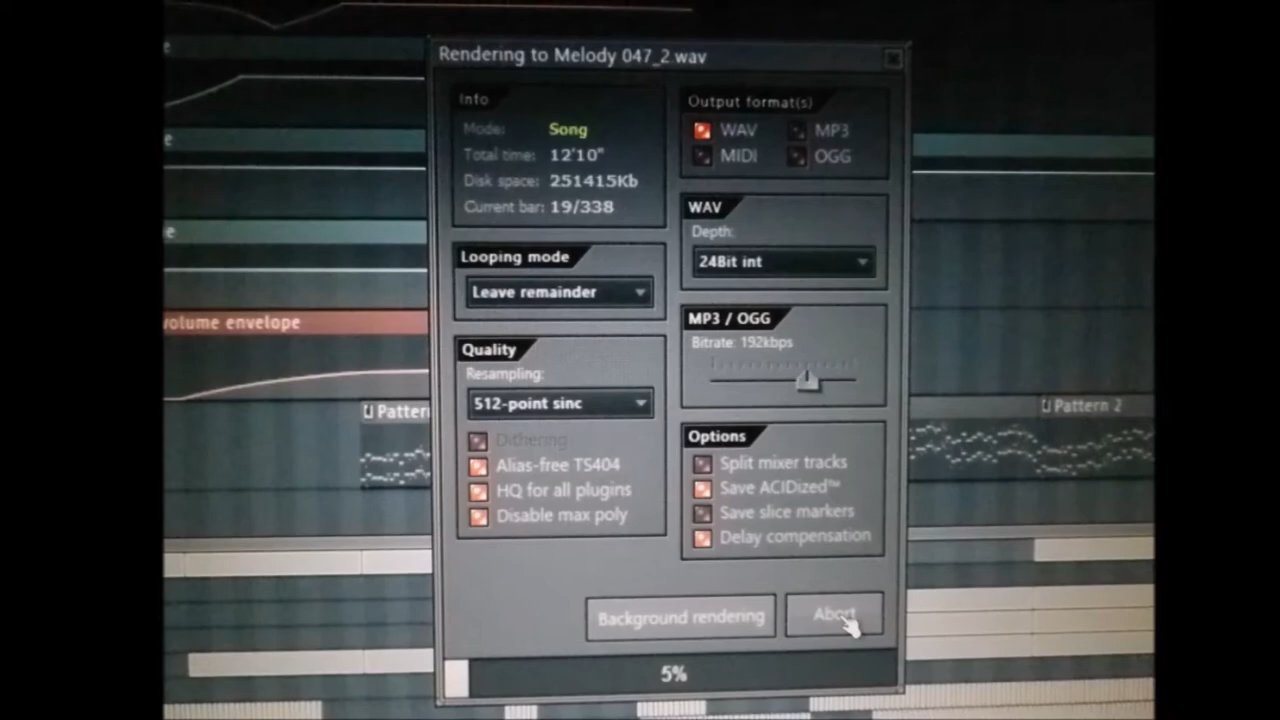 Rendering to Melody 047_2.wav
Info
Mode: Song
Total time: 12'10"
Disk space: 251415Kb
Current bar: 19/338
Output format(s)
WAV MP3
MIDI OGG
WAV
Depth:
24Bit int
Looping mode
Leave remainder
MP3 / OGG
Bitrate: 192kbps
Quality
Resampling:
512-point sinc
Dithering
Alias-free TS404
HQ for all plugins
Disable max poly
Options
Split mixer tracks
Save ACIDized™
Save slice markers
Delay compensation
Background rendering
Abort
5%
volume envelope
Pattern
Pattern 2